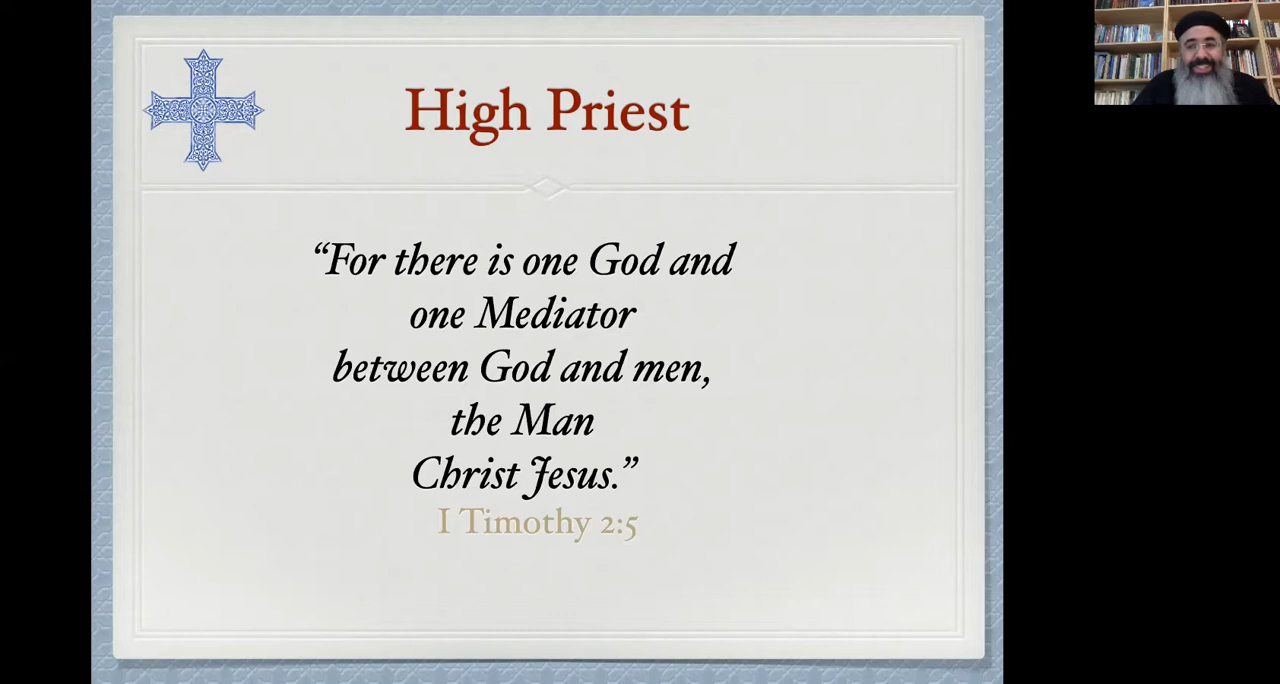 High Priest
“For there is one God and
one Mediator
between God and men,
the Man
Christ Jesus.”
I Timothy 2:5